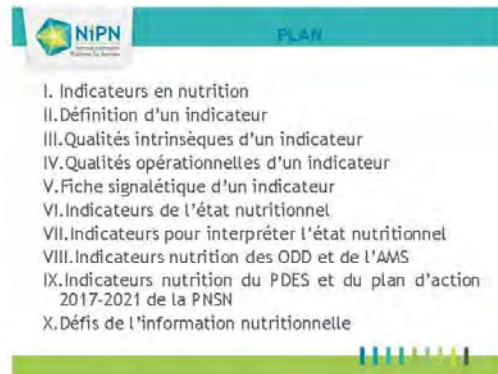 NiPN
PLAN
I. Indicateurs en nutrition
II.Définition d'un indicateur
III.Qualités intrinsèques d'un indicateur
IV.Qualités opérationnelles d'un indicateur
V.Fiche signalétique d'un indicateur
VI.Indicateurs de l'état nutritionnel
VII.Indicateurs pour interpréter l'état nutritionnel
VIII.Indicateurs nutrition des ODD et de l'AMS
IX.Indicateurs nutrition du PDES et du plan d'action
2017-2021 de la PNSN
X.Défis de l'information nutritionnelle